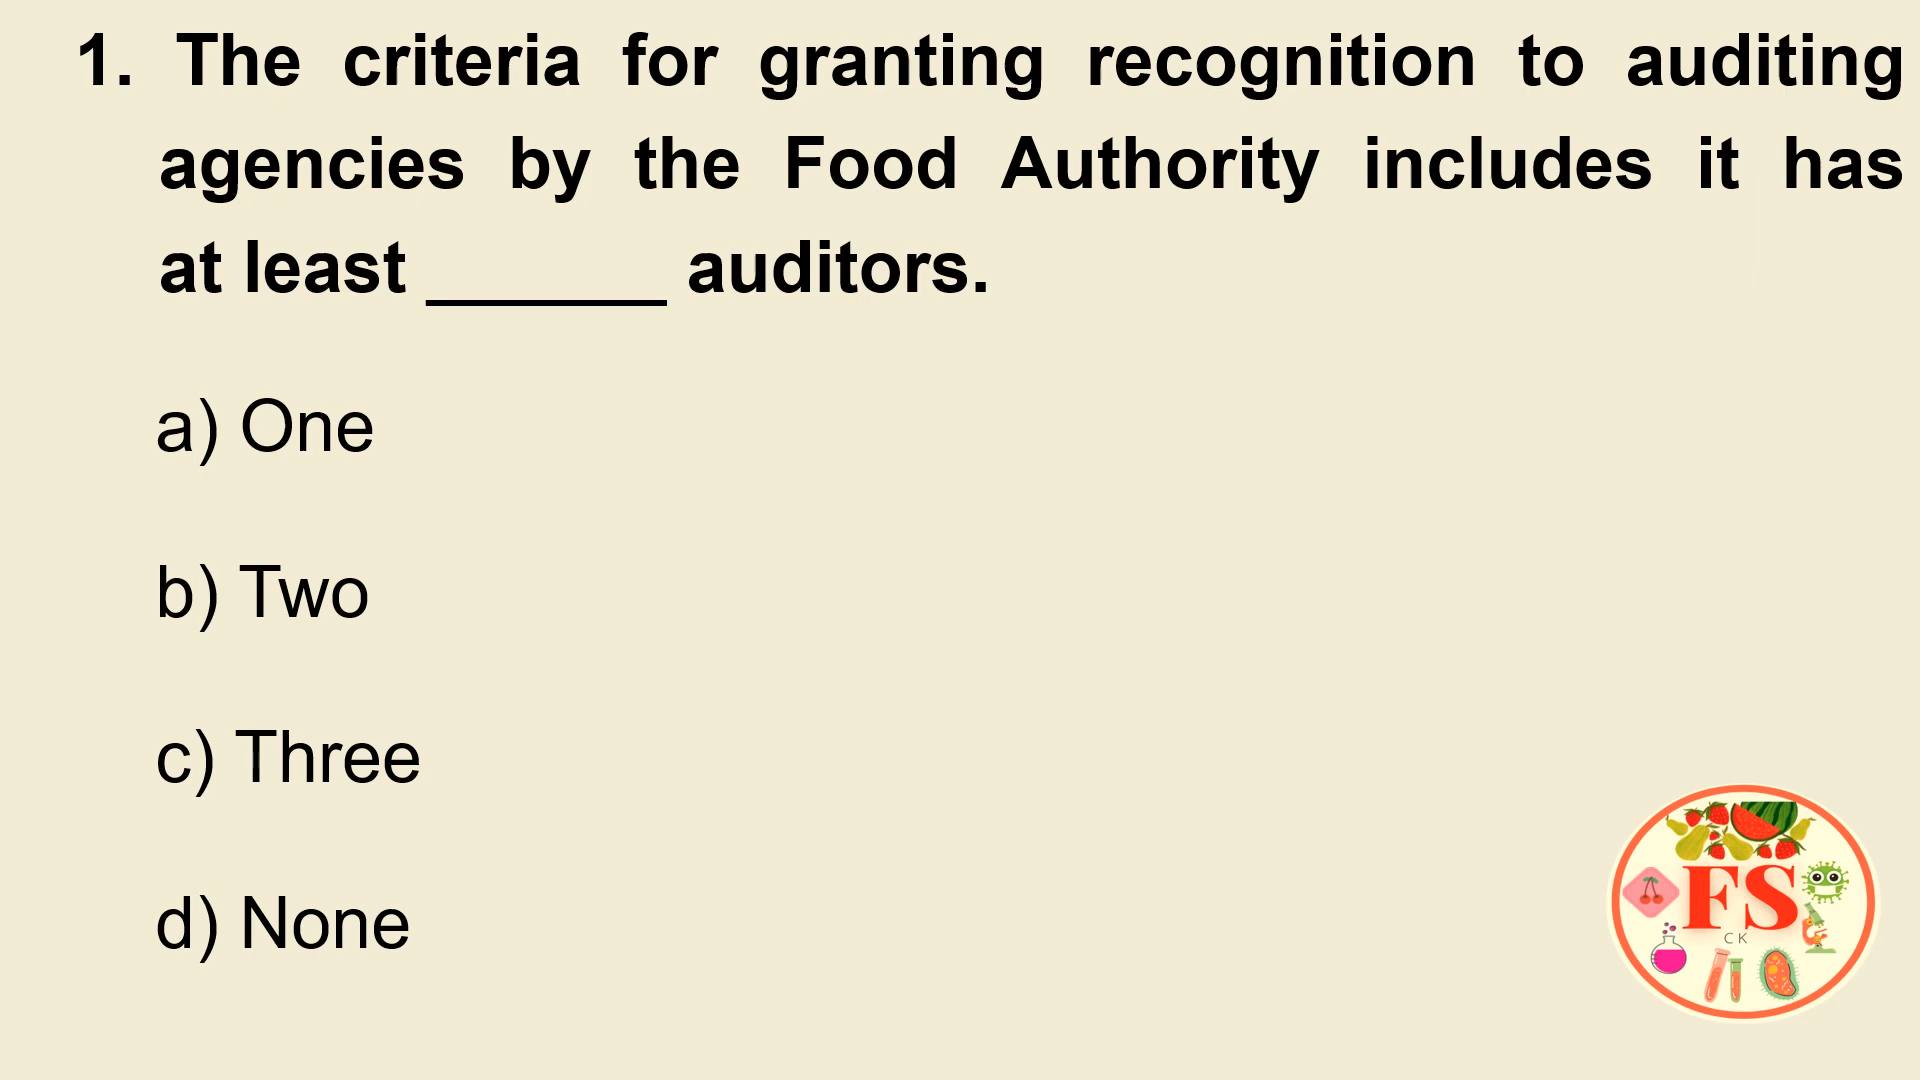 1. The criteria for granting recognition to auditing
agencies by the Food Authority includes it has
at least ______ auditors.
a) One
b) Two
c) Three
d) None
FS
CK